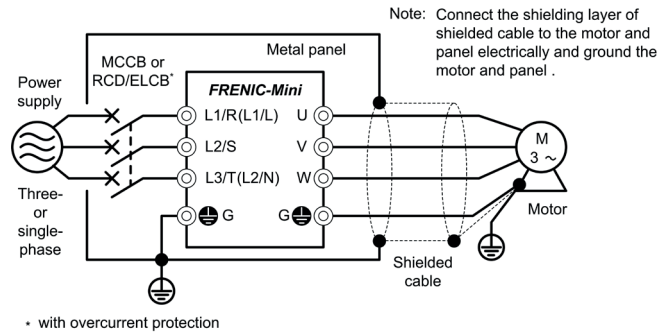 Note: Connect the shielding layer of
shielded cable to the motor and
panel electrically and ground the
motor and panel .
Metal panel
MCCB or
RCD/ELCB*
Power
supply
FRENIC-Mini
L1/R(L1/L) U
L2/S V
L3/T(L2/N) W
G G
M
3 ~
Motor
Three-
or
single-
phase
Shielded
cable
* with overcurrent protection